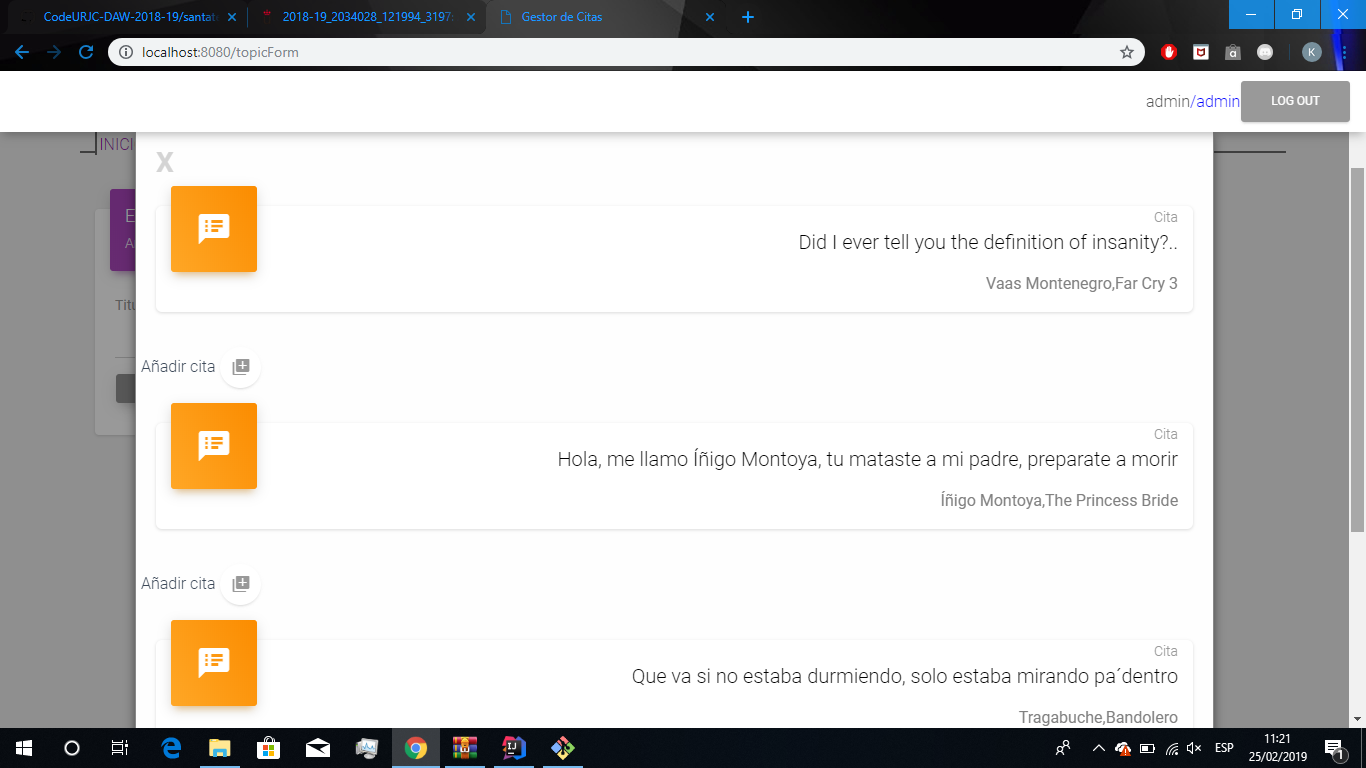 CodeURJC-DAW-2018-19/santat
2018-19_2034028_121994_3197
Gestor de Citas
localhost:8080/topicForm
K
admin/admin
LOG OUT
INICI
X
E
A
Títu
Cita
Did I ever tell you the definition of insanity?..
Vaas Montenegro,Far Cry 3
Añadir cita
Cita
Hola, me llamo Íñigo Montoya, tu mataste a mi padre, preparate a morir
Íñigo Montoya,The Princess Bride
Añadir cita
Cita
Que va si no estaba durmiendo, solo estaba mirando pa´dentro
Tragabuche,Bandolero
ESP
11:21
25/02/2019
1